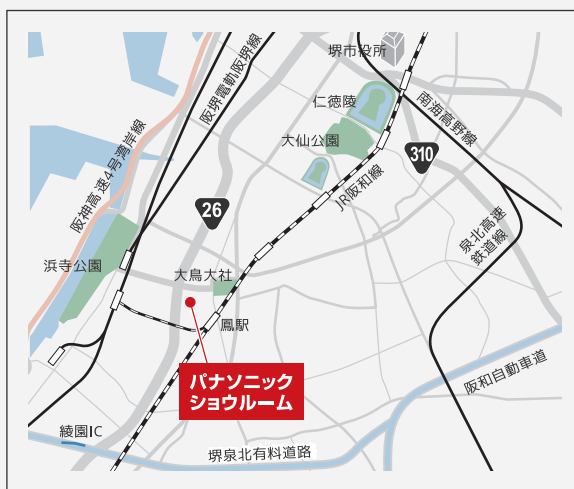 堺市役所
阪堺電軌阪堺線
仁徳陵
南海高野線
大仙公園
310
阪神高速4号湾岸線
JR阪和線
26
泉北高速
鉄道線
浜寺公園
大鳥大社
鳳駅
パナソニック
ショウルーム
阪和自動車道
綾園IC
堺泉北有料道路